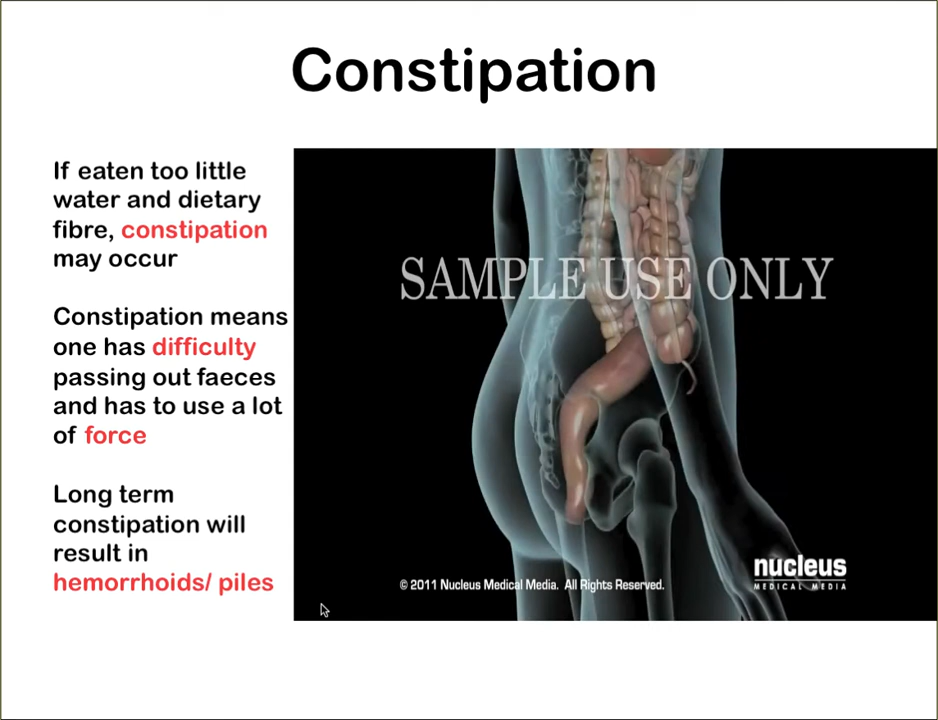 Constipation
If eaten too little
water and dietary
fibre, constipation
may occur
Constipation means
one has difficulty
passing out faeces
and has to use a lot
of force
Long term
constipation will
result in
hemorrhoids/ piles
SAMPLE USE ONLY
© 2011 Nucleus Medical Media. All Rights Reserved.
nucleus
MEDICAL MEDIA